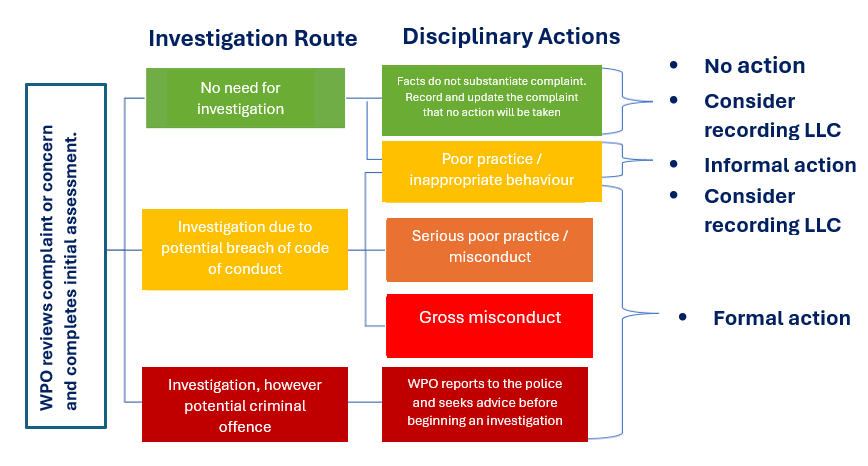 Investigation Route
Disciplinary Actions
WPO reviews complaint or concern
and completes initial assessment.
No need for
investigation
Facts do not substantiate complaint.
Record and update the complaint
that no action will be taken
• No action
• Consider
recording LLC
Poor practice /
inappropriate behaviour
• Informal action
• Consider
recording LLC
Investigation due to
potential breach of code
of conduct
Serious poor practice /
misconduct
Gross misconduct
• Formal action
Investigation, however
potential criminal
offence
WPO reports to the police
and seeks advice before
beginning an investigation